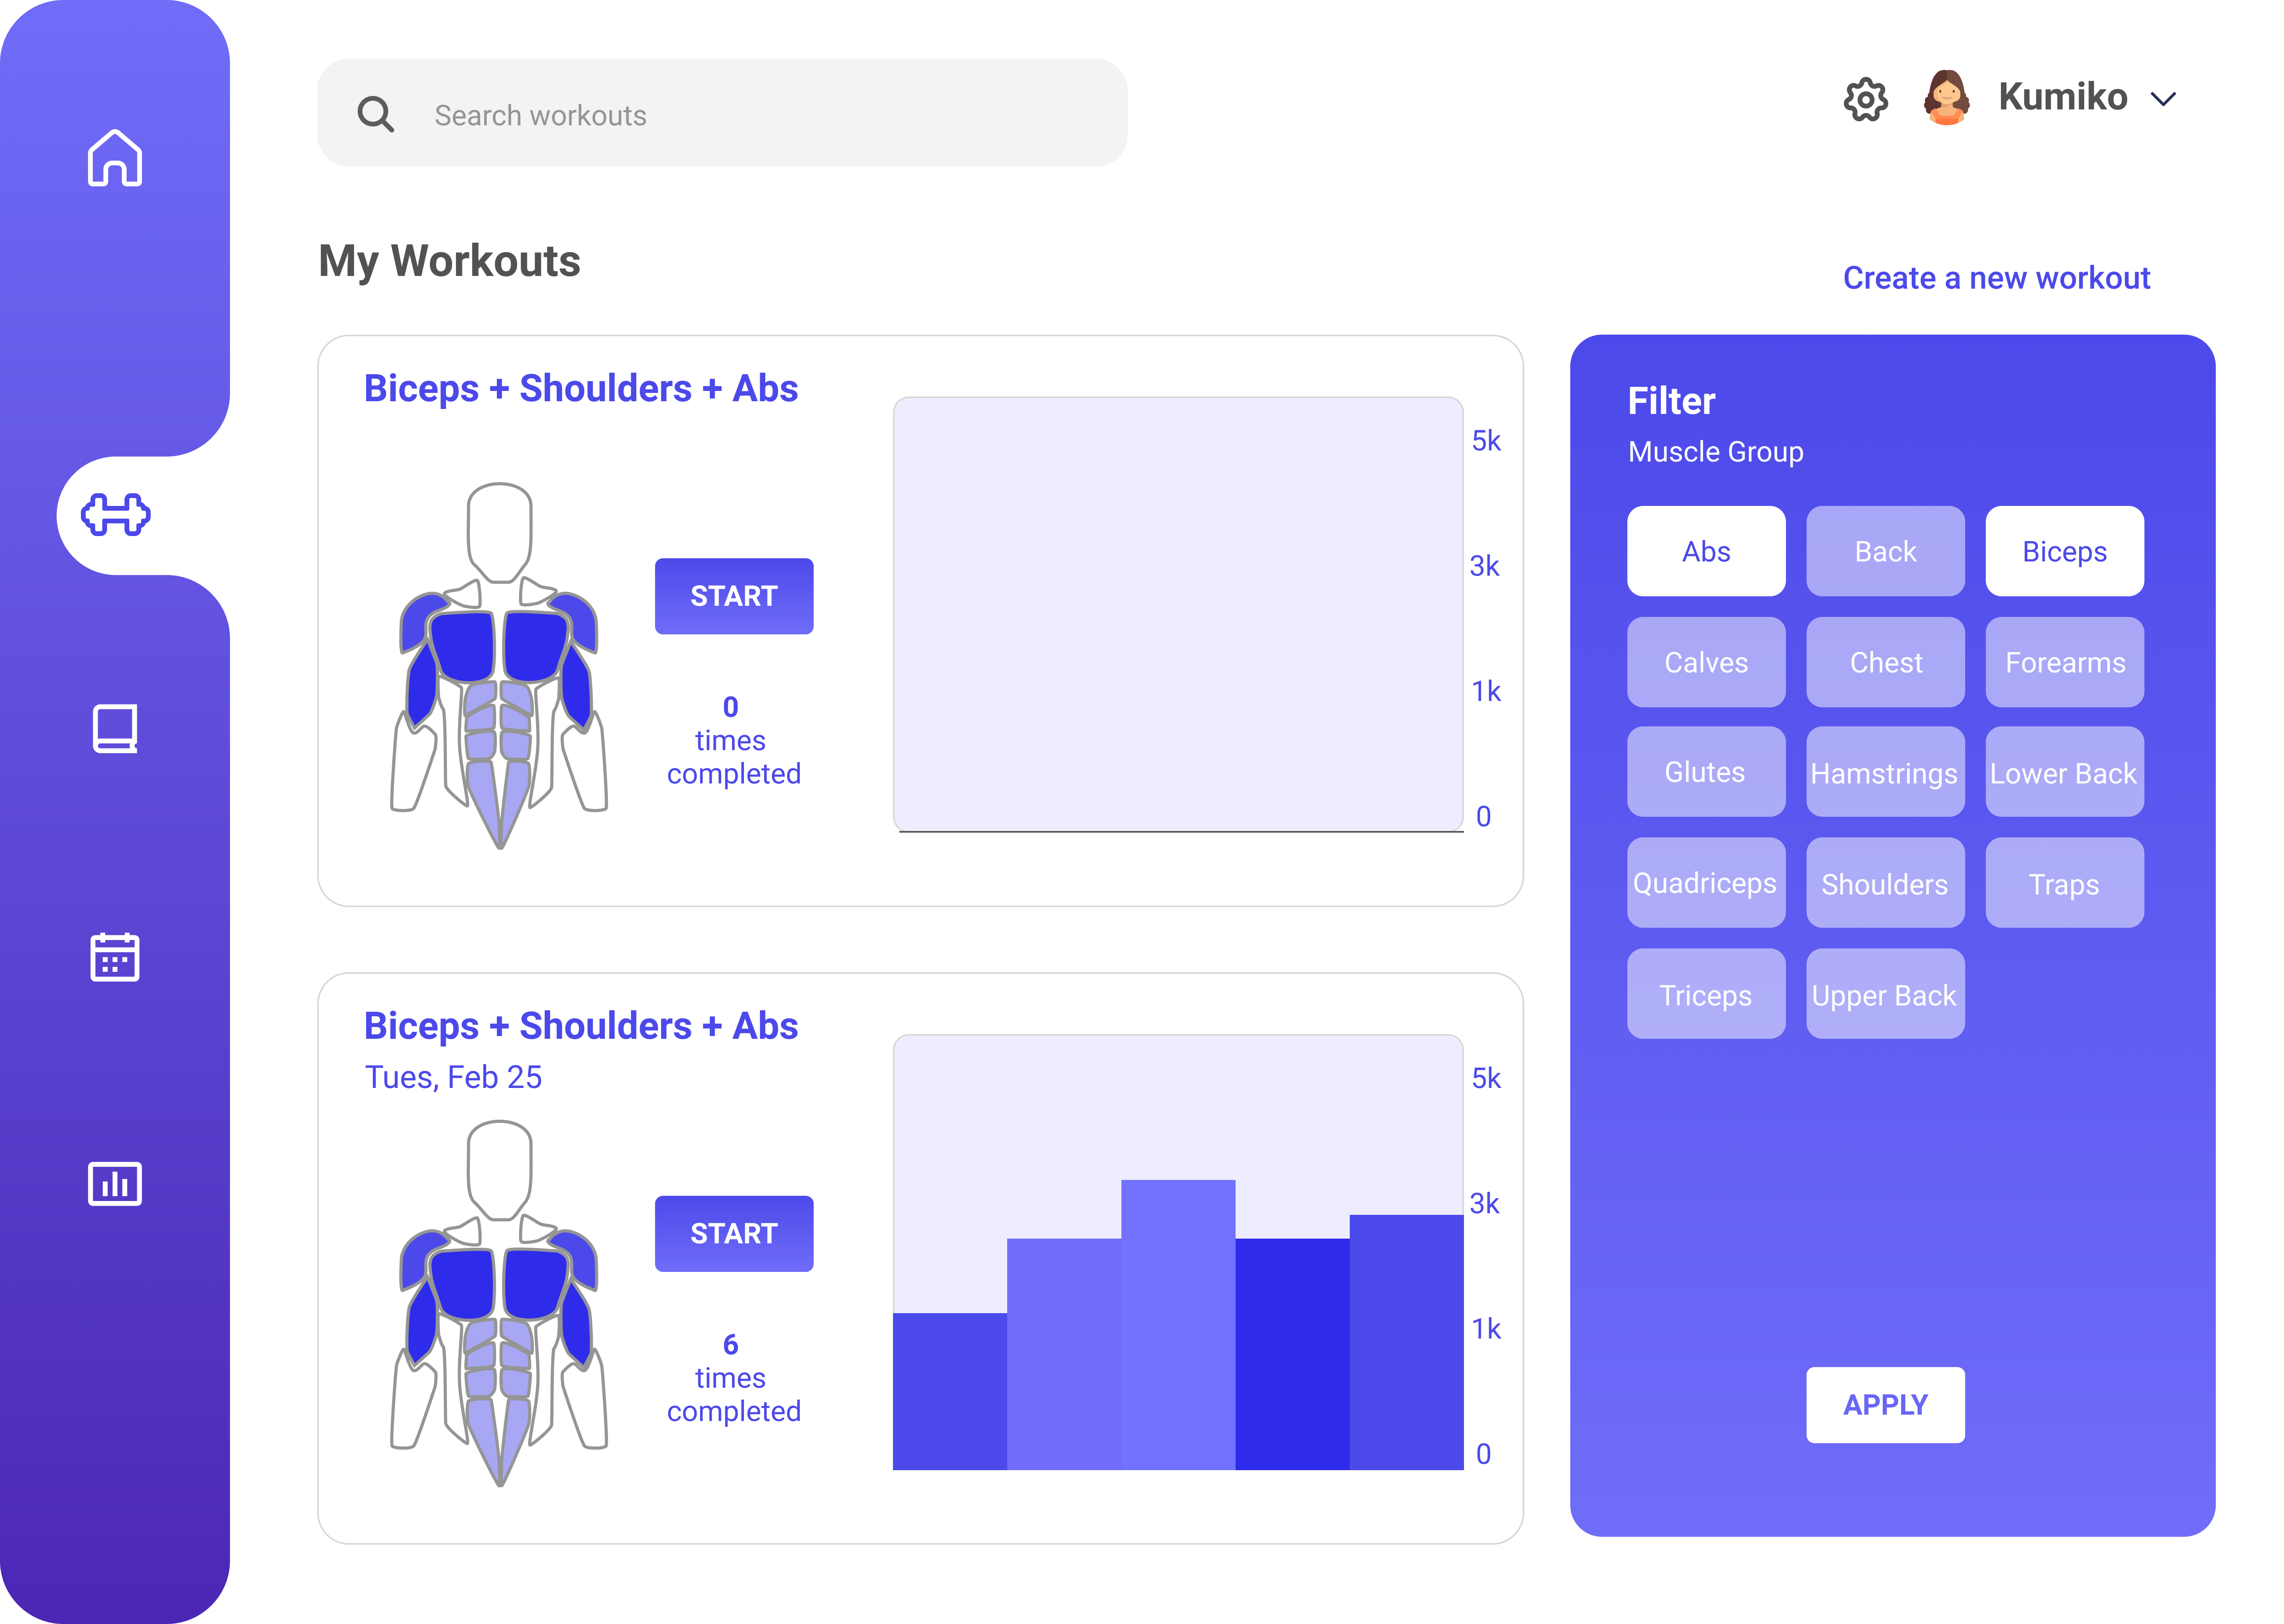 Search workouts
Kumiko
My Workouts
Create a new workout
Biceps + Shoulders + Abs
START
0
times
completed
5k
3k
1k
0
Biceps + Shoulders + Abs
Tues, Feb 25
START
6
times
completed
5k
3k
1k
0
Filter
Muscle Group
Abs Back Biceps
Calves Chest Forearms
Glutes Hamstrings Lower Back
Quadriceps Shoulders Traps
Triceps Upper Back
APPLY